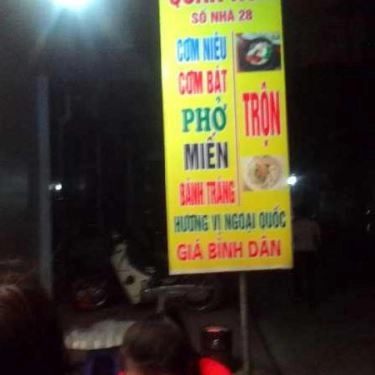 QUÁN
SỐ NHÀ 28
CƠM NIÊU
CƠM BÁT
PHỞ
MIẾN
BÁNH TRÁNG
TRỘN
HƯƠNG VỊ NGOẠI QUỐC
GIÁ BÌNH DÂN